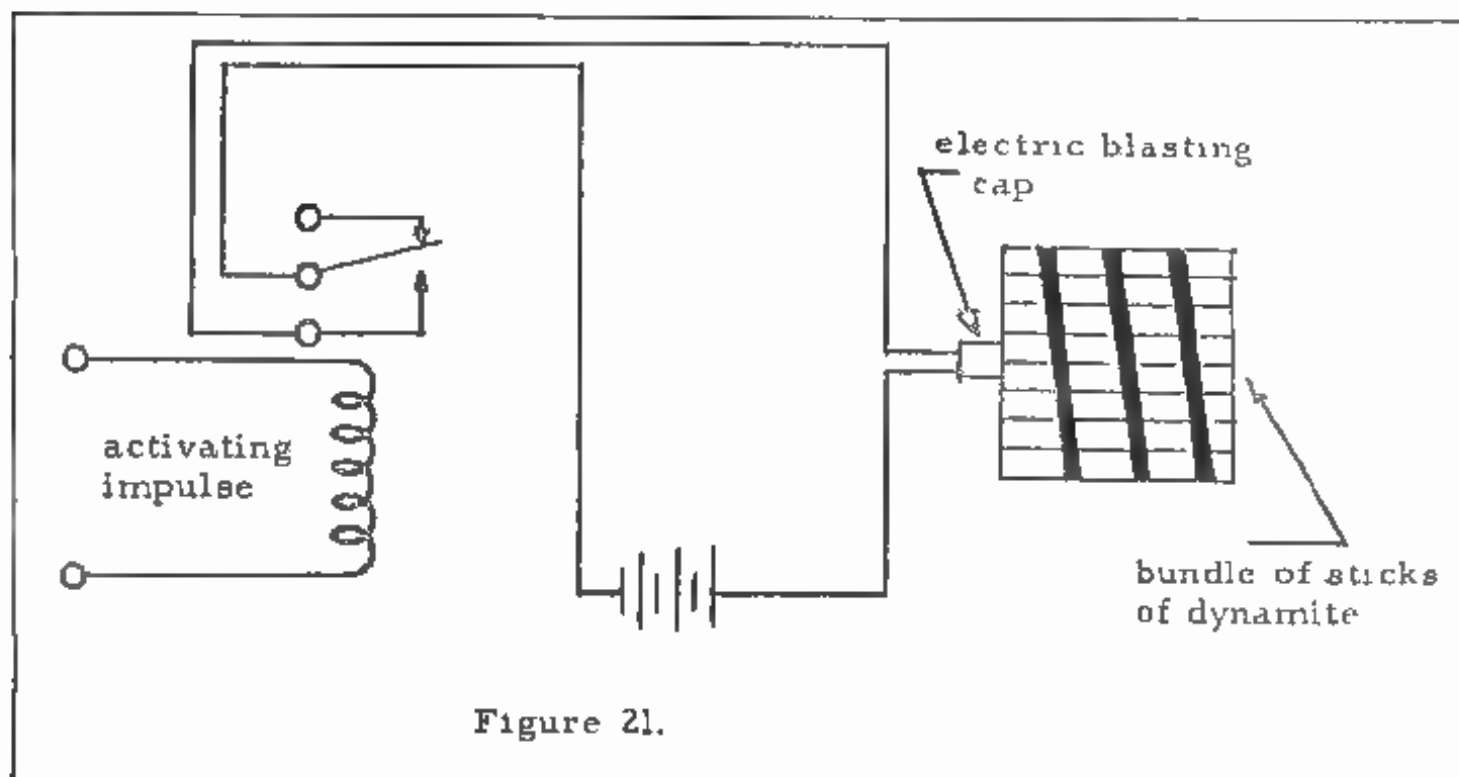 electric blasting
cap
activating
impulse
bundle of sticks
of dynamite
Figure 21.